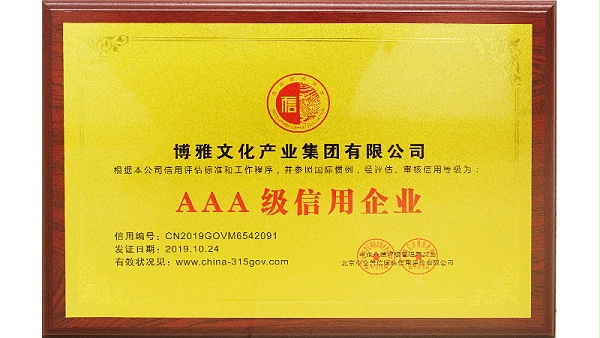 信
博雅文化产业集团有限公司
根据本公司信用评估标准和工作程序,并参照国际惯例,经评估、审核信用等级为:
AAA级信用企业
信用编号:CN2019GOVM6542091
发证日期:2019.10.24
有效状况见:www.china-315gov.com